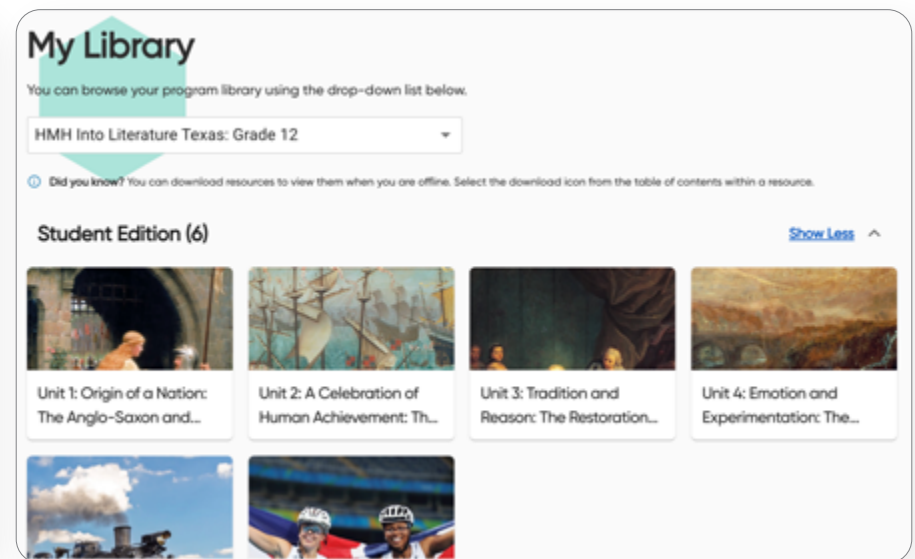 My Library
You can browse your program library using the drop-down list below.
HMH Into Literature Texas: Grade 12
Did you know? You can download resources to view them when you are offline. Select the download icon from the table of contents within a resource.
Student Edition (6)
Show Less
Unit 1: Origin of a Nation:
The Anglo-Saxon and...
Unit 2: A Celebration of
Human Achievement: Th...
Unit 3: Tradition and
Reason: The Restoration...
Unit 4: Emotion and
Experimentation: The...